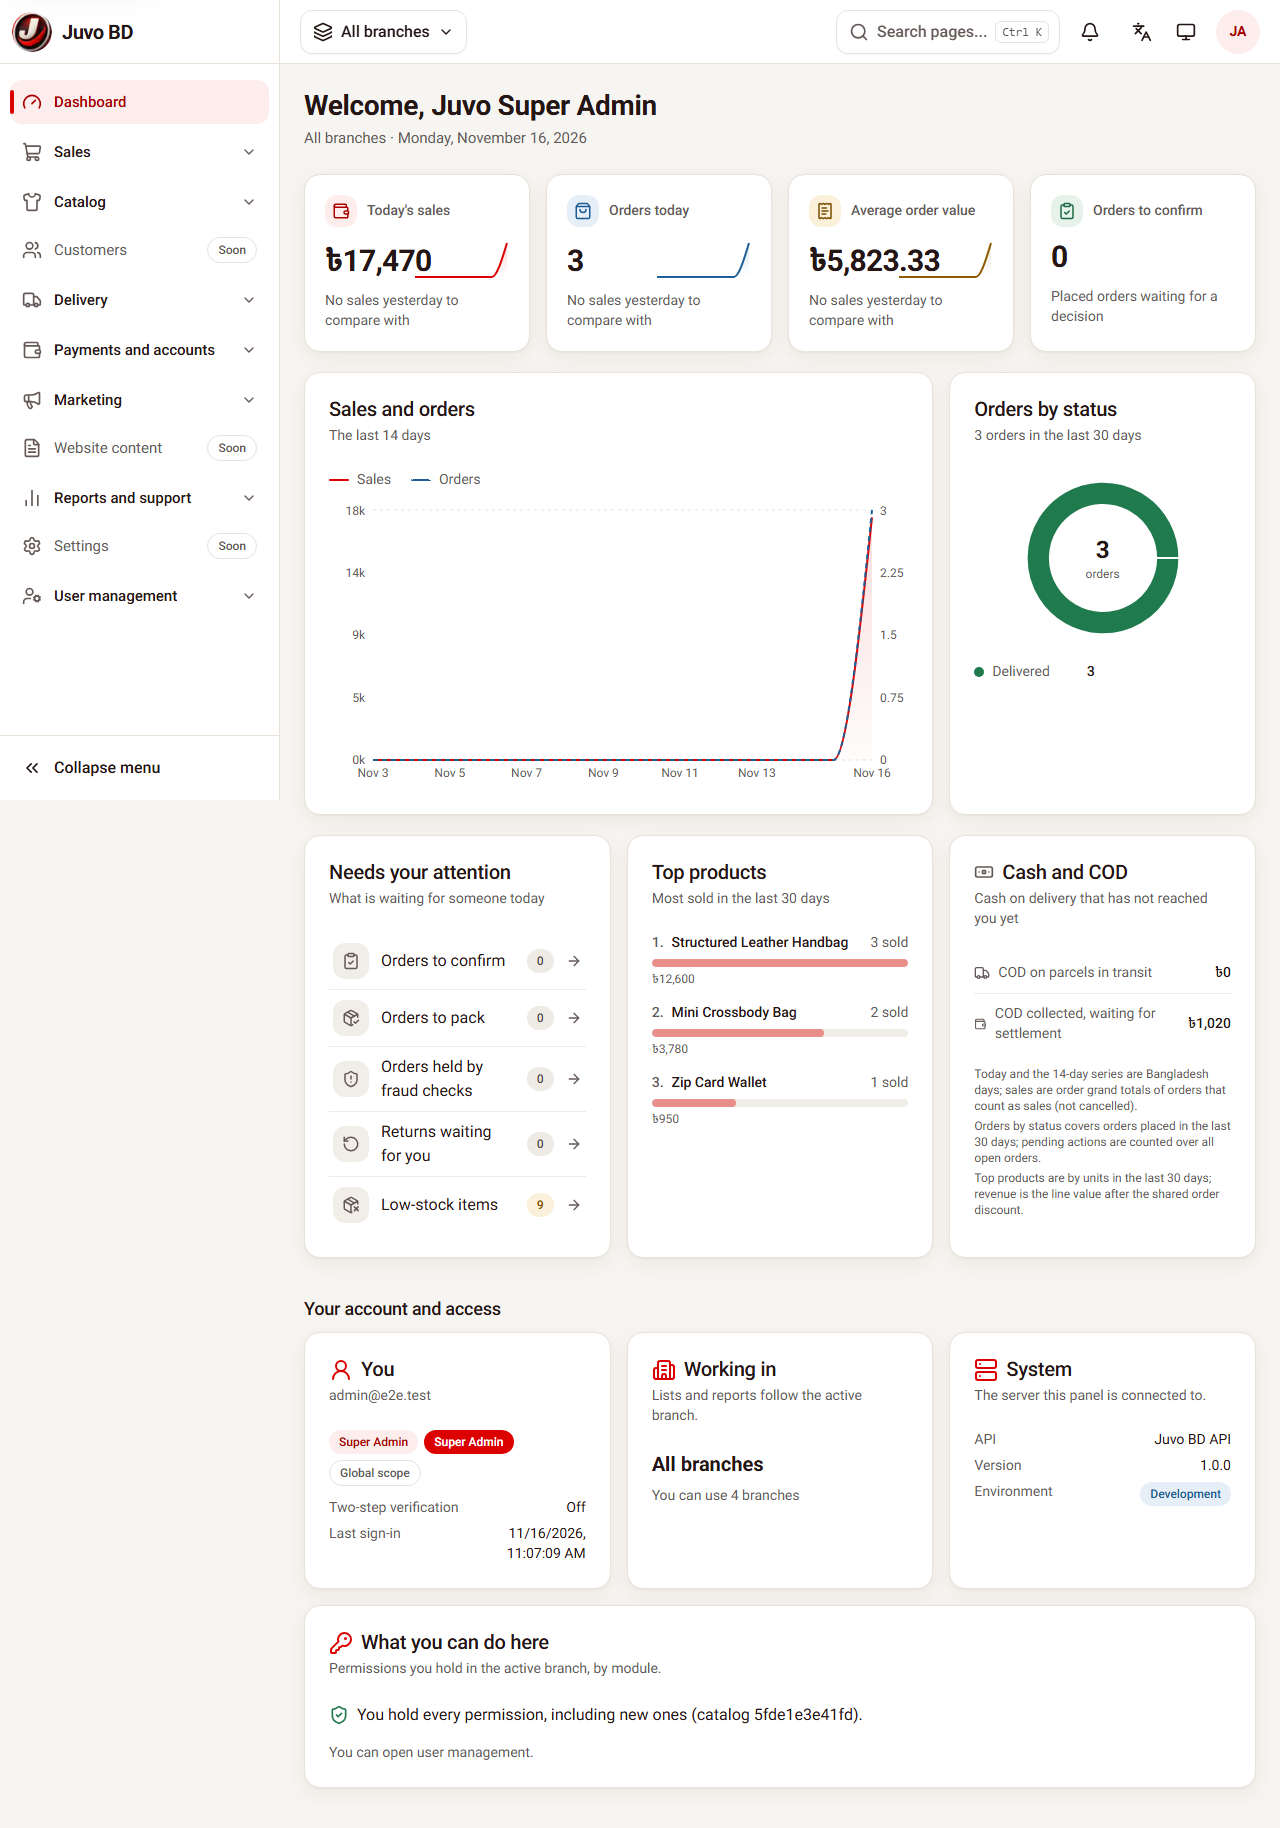 Juvo BD
All branches
Search pages... Ctrl K
JA
Dashboard
Sales
Catalog
Customers Soon
Delivery
Payments and accounts
Marketing
Website content Soon
Reports and support
Settings Soon
User management
Collapse menu
Welcome, Juvo Super Admin
All branches · Monday, November 16, 2026
Today's sales
৳17,470
No sales yesterday to
compare with
Orders today
3
No sales yesterday to
compare with
Average order value
৳5,823.33
No sales yesterday to
compare with
Orders to confirm
0
Placed orders waiting for a
decision
Sales and orders
The last 14 days
Sales Orders
18k
14k
9k
5k
0k
3
2.25
1.5
0.75
0
Nov 3 Nov 5 Nov 7 Nov 9 Nov 11 Nov 13 Nov 16
Orders by status
3 orders in the last 30 days
3
orders
Delivered 3
Needs your attention
What is waiting for someone today
Orders to confirm 0
Orders to pack 0
Orders held by
fraud checks 0
Returns waiting
for you 0
Low-stock items 9
Top products
Most sold in the last 30 days
1. Structured Leather Handbag 3 sold
৳12,600
2. Mini Crossbody Bag 2 sold
৳3,780
3. Zip Card Wallet 1 sold
৳950
Cash and COD
Cash on delivery that has not reached
you yet
COD on parcels in transit ৳0
COD collected, waiting for
settlement ৳1,020
Today and the 14-day series are Bangladesh
days; sales are order grand totals of orders that
count as sales (not cancelled).
Orders by status covers orders placed in the last
30 days; pending actions are counted over all
open orders.
Top products are by units in the last 30 days;
revenue is the line value after the shared order
discount.
Your account and access
You
admin@e2e.test
Super Admin Super Admin
Global scope
Two-step verification Off
Last sign-in 11/16/2026,
11:07:09 AM
Working in
Lists and reports follow the active
branch.
All branches
You can use 4 branches
System
The server this panel is connected to.
API Juvo BD API
Version 1.0.0
Environment Development
What you can do here
Permissions you hold in the active branch, by module.
You hold every permission, including new ones (catalog 5fde1e3e41fd).
You can open user management.